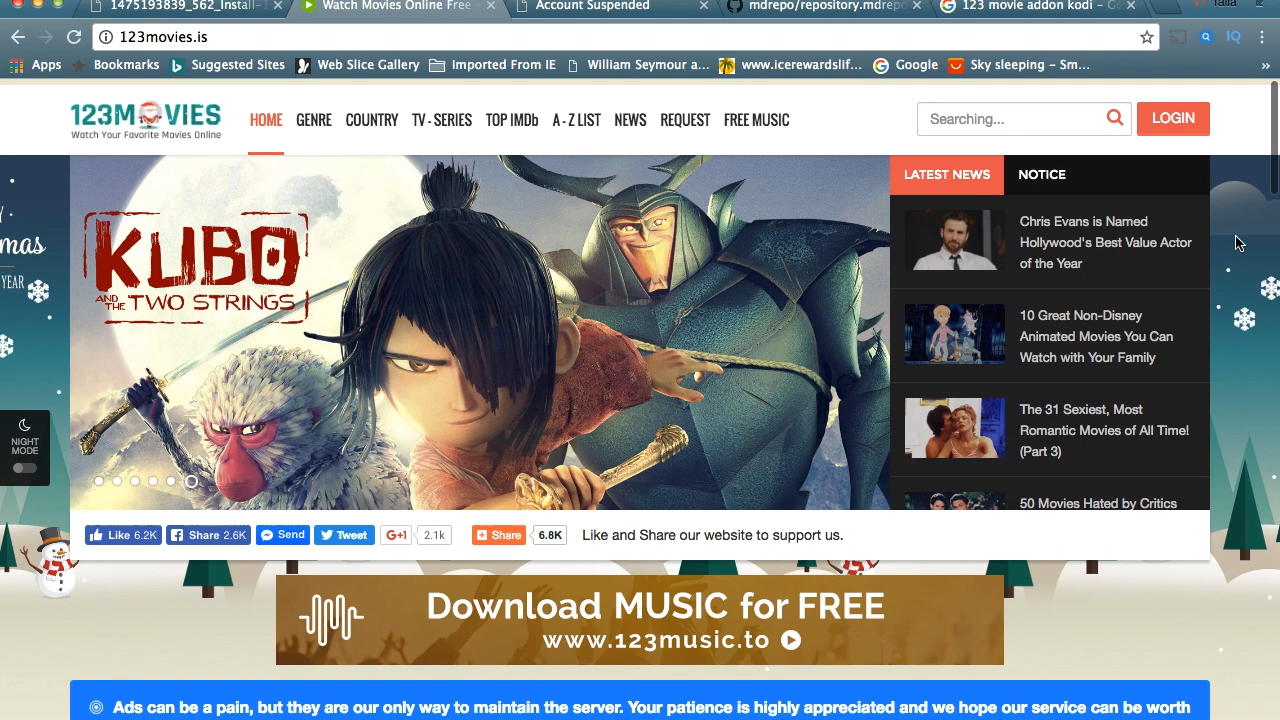 1475193839_562_Install-
Watch Movies Online Free -
Account Suspended
mdrepo/repository.mdrepo
123 movie addon kodi - Go
Talia
123movies.is
Apps
Bookmarks
Suggested Sites
Web Slice Gallery
Imported From IE
William Seymour a...
www.icerewardslif...
Google
Sky sleeping - Sm...
»
123MOVIES
Watch Your Favorite Movies Online
HOME
GENRE
COUNTRY
TV - SERIES
TOP IMDb
A - Z LIST
NEWS
REQUEST
FREE MUSIC
Searching...
LOGIN
mas
YEAR
KUBO
AND THE TWO STRINGS
LATEST NEWS
NOTICE
Chris Evans is Named
Hollywood's Best Value Actor
of the Year
10 Great Non-Disney
Animated Movies You Can
Watch with Your Family
The 31 Sexiest, Most
Romantic Movies of All Time!
(Part 3)
50 Movies Hated by Critics
NIGHT
MODE
Like 6.2K
Share 2.6K
Send
Tweet
G+1
2.1k
Share
6.8K
Like and Share our website to support us.
Download MUSIC for FREE
www.123music.to
Ads can be a pain, but they are our only way to maintain the server. Your patience is highly appreciated and we hope our service can be worth